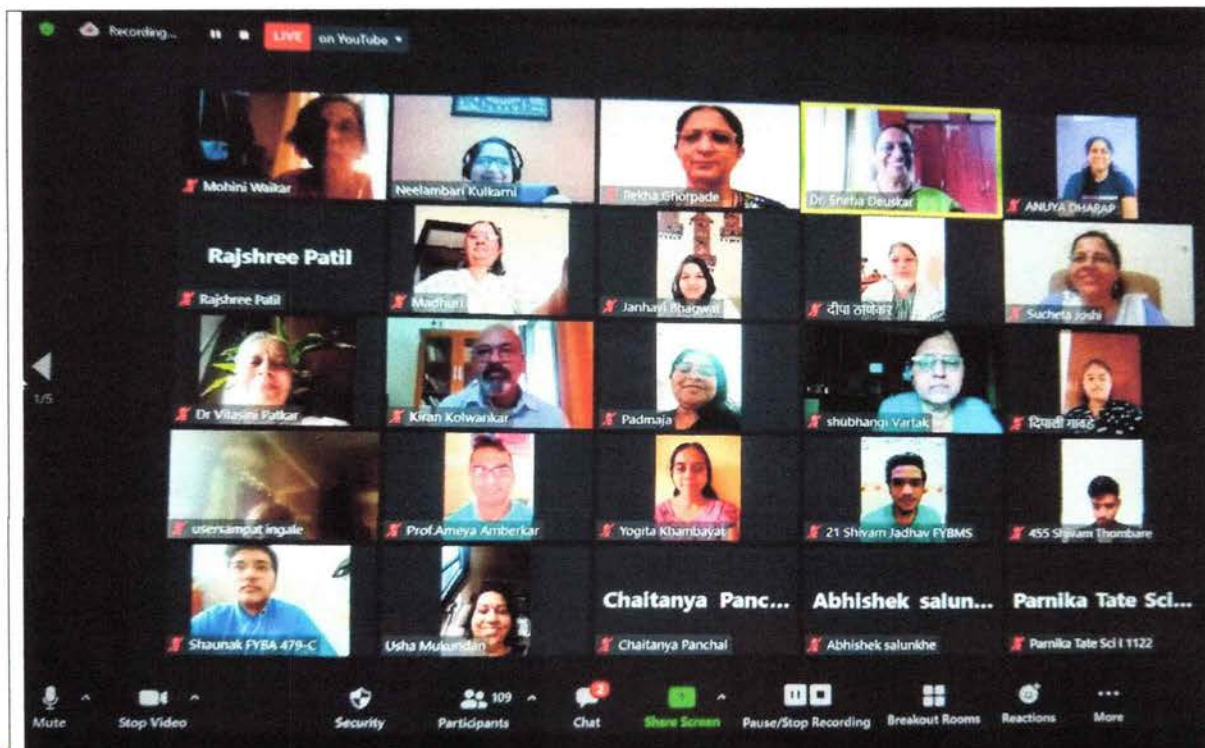 Recording...
LIVE on YouTube
Mohini Waikar
Neelambari Kulkarni
Rekha Ghorpade
Dr. Sneha Deuskar
ANUYA DHARAP
Rajshree Patil
Rajshree Patil
Madhuri
Janhavi Bhagwat
दीपा ठाणेकर
Sucheta Joshi
1/5
Dr Vilasini Patkar
Kiran Kolwankar
Padmaja
shubhangi Vartak
दिपाली गावडे
usersampat ingale
Prof.Ameya Amberkar
Yogita Khambayat
21 Shivam Jadhav FYBMS
455 Shivam Thombare
Shaunak FYBA 479-C
Usha Mukundan
Chaitanya Panc...
Chaitanya Panchal
Abhishek salun...
Abhishek salunkhe
Parnika Tate Sci...
Parnika Tate Sci I 1122
Mute
Stop Video
Security
109
Participants
2
Chat
Share Screen
Pause/Stop Recording
Breakout Rooms
Reactions
More